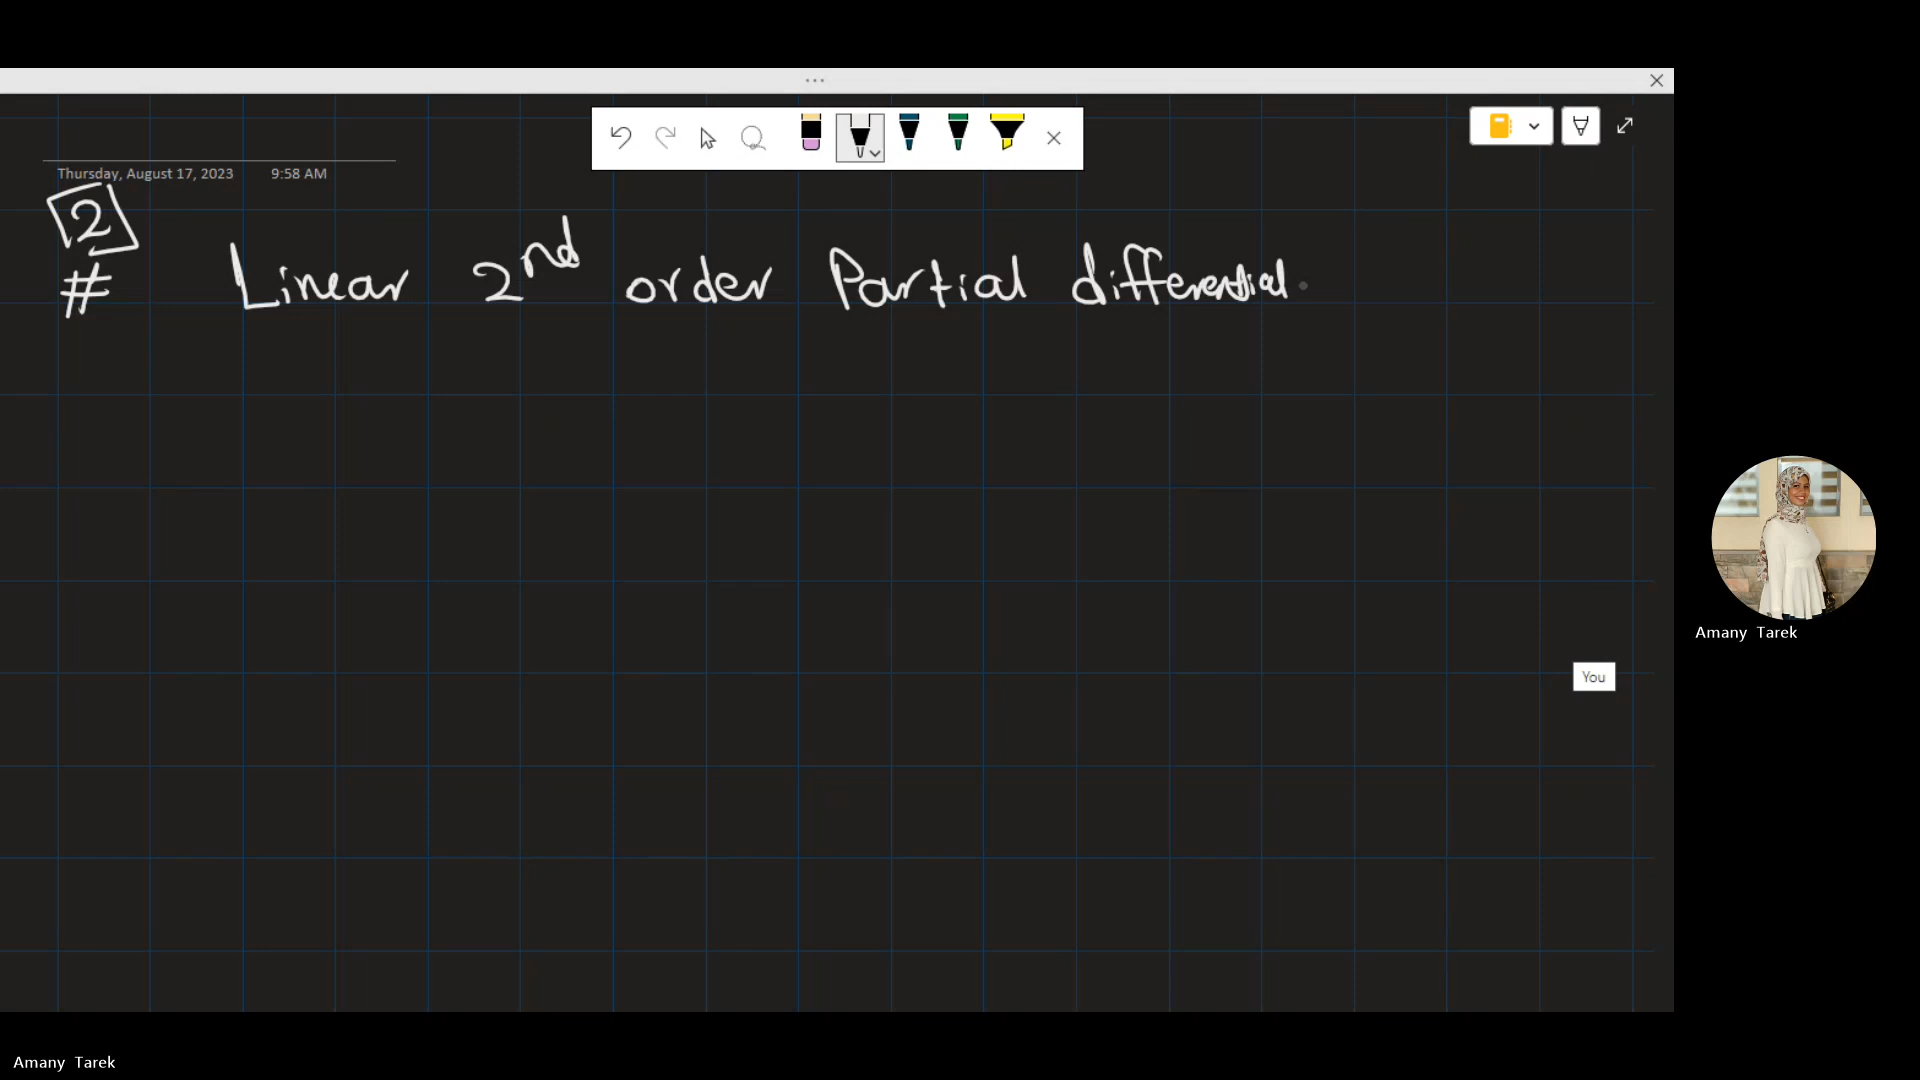 Thursday, August 17, 2023 9:58 AM
2
# Linear 2nd order Partial differential
You
Amany Tarek
Amany Tarek